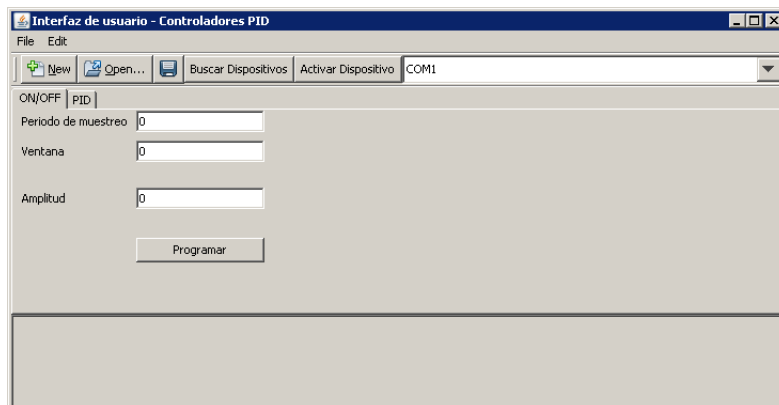 Interfaz de usuario - Controladores PID
File Edit
New Open... Buscar Dispositivos Activar Dispositivo COM1
ON/OFF PID
Periodo de muestreo 0
Ventana 0
Amplitud 0
Programar